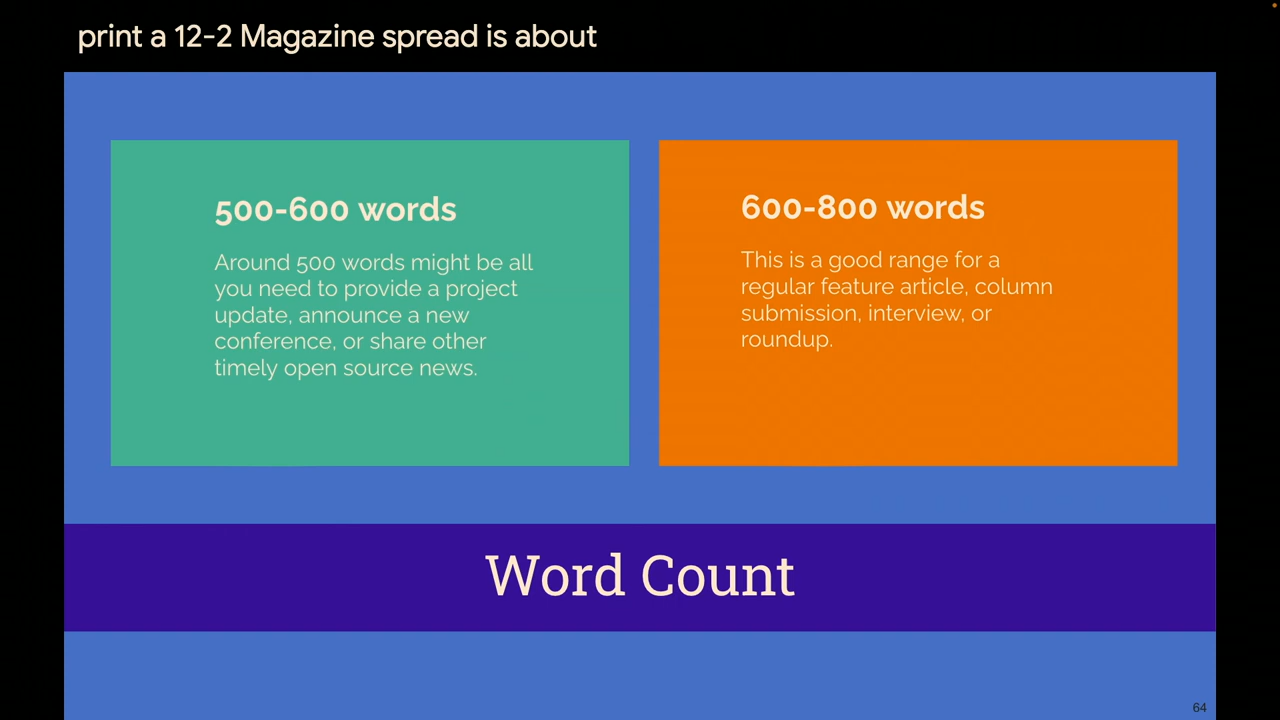 print a 12-2 Magazine spread is about
500-600 words
Around 500 words might be all
you need to provide a project
update, announce a new
conference, or share other
timely open source news.
600-800 words
This is a good range for a
regular feature article, column
submission, interview, or
roundup.
Word Count
64